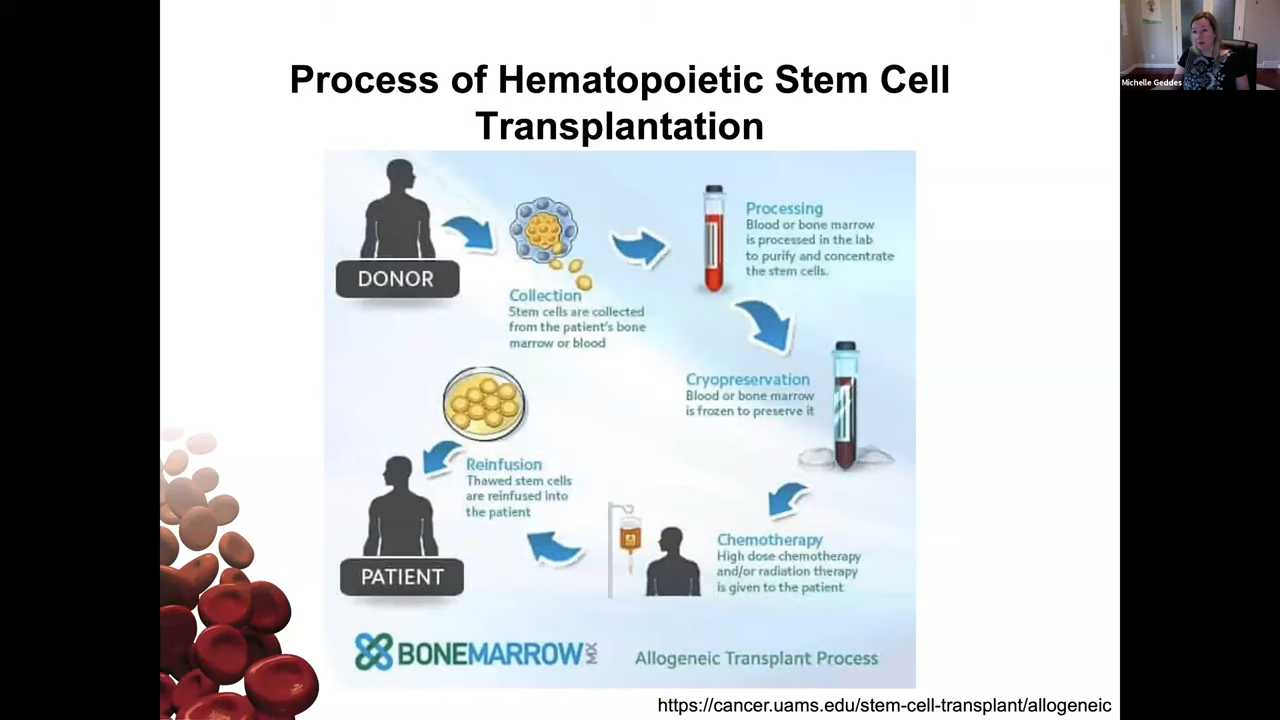 Process of Hematopoietic Stem Cell
Transplantation
Michelle Geddes
DONOR
Collection
Stem cells are collected
from the patient's bone
marrow or blood
Processing
Blood or bone marrow
is processed in the lab
to purify and concentrate
the stem cells.
Cryopreservation
Blood or bone marrow
is frozen to preserve it
Chemotherapy
High dose chemotherapy
and/or radiation therapy
is given to the patient
Reinfusion
Thawed stem cells
are reinfused into
the patient
PATIENT
BONEMARROW MX
Allogeneic Transplant Process
https://cancer.uams.edu/stem-cell-transplant/allogeneic